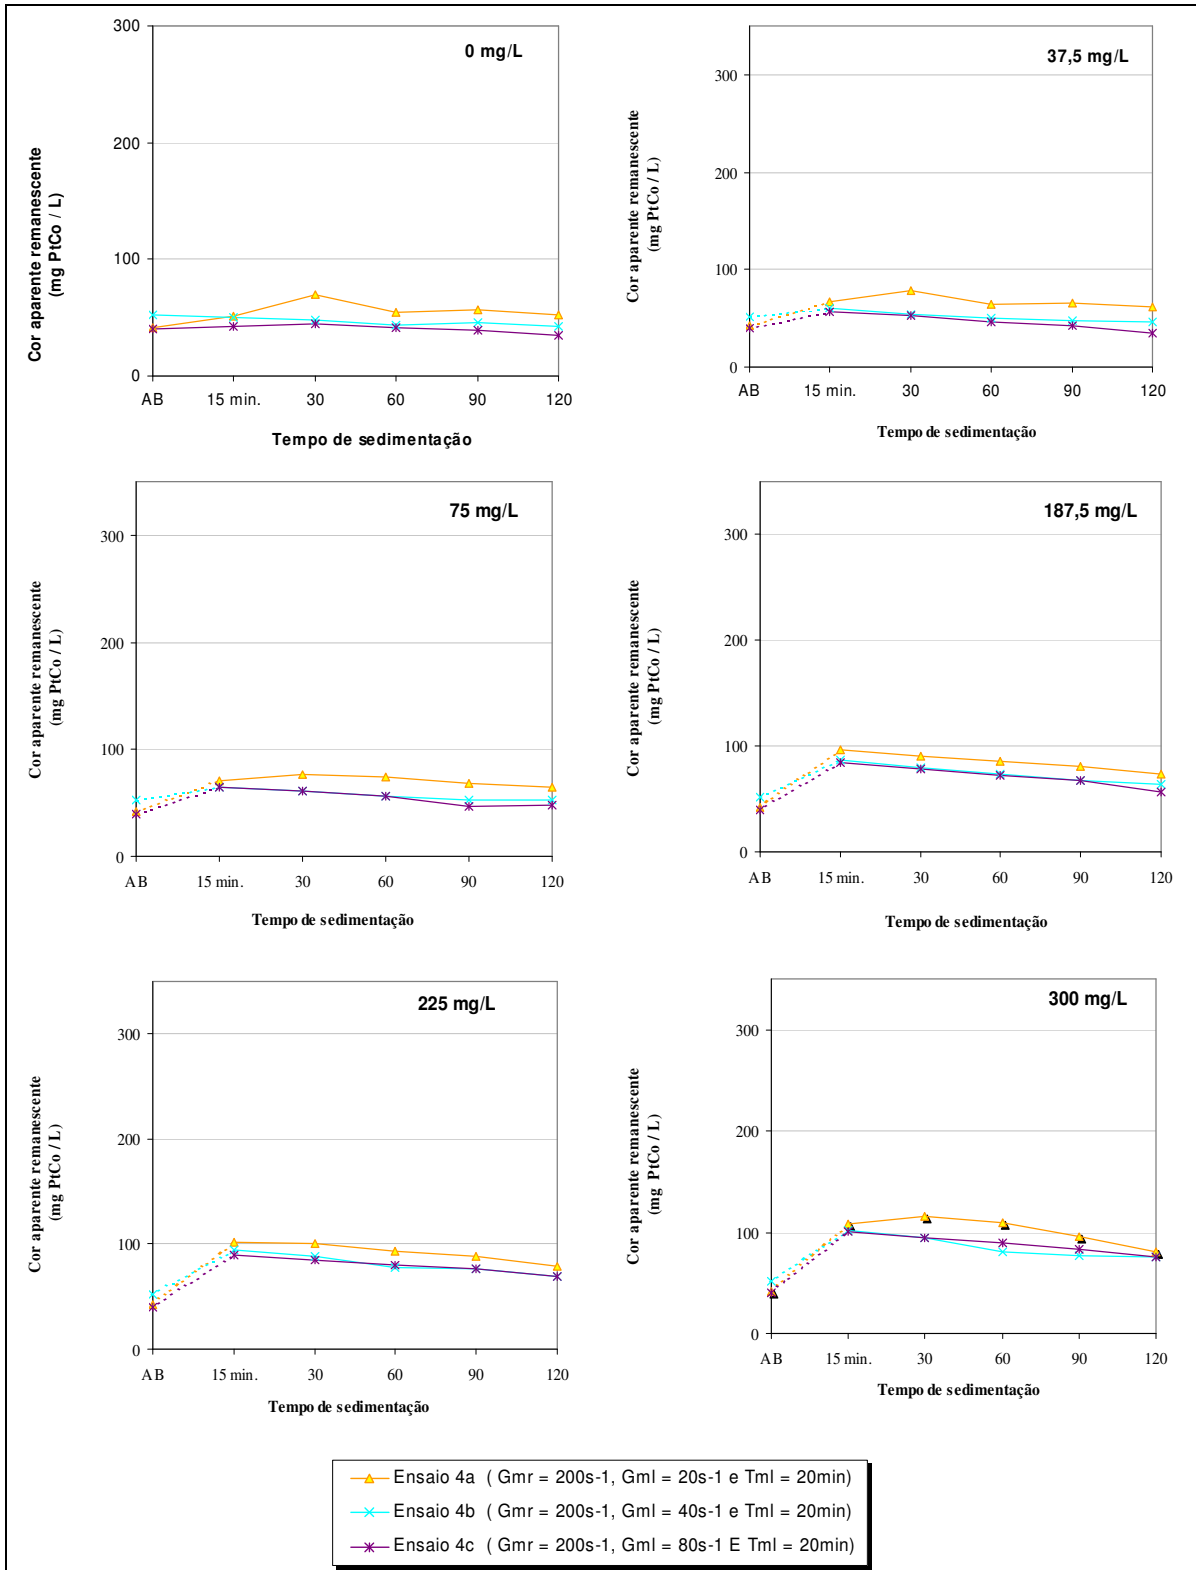 0 mg/L
Cor aparente remanescente
(mg PtCo / L)
300
200
100
0
AB 15 min. 30 60 90 120
Tempo de sedimentação
37,5 mg/L
Cor aparente remanescente
(mg PtCo / L)
300
200
100
0
AB 15 min. 30 60 90 120
Tempo de sedimentação
75 mg/L
Cor aparente remanescente
(mg PtCo / L)
300
200
100
0
AB 15 min. 30 60 90 120
Tempo de sedimentação
187,5 mg/L
Cor aparente remanescente
(mg PtCo / L)
300
200
100
0
AB 15 min. 30 60 90 120
Tempo de sedimentação
225 mg/L
Cor aparente remanescente
(mg PtCo / L)
300
200
100
0
AB 15 min. 30 60 90 120
Tempo de sedimentação
300 mg/L
Cor aparente remanescente
(mg PtCo / L)
300
200
100
0
AB 15 min. 30 60 90 120
Tempo de sedimentação
Ensaio 4a ( Gmr = 200s-1, Gml = 20s-1 e Tml = 20min)
Ensaio 4b ( Gmr = 200s-1, Gml = 40s-1 e Tml = 20min)
Ensaio 4c ( Gmr = 200s-1, Gml = 80s-1 E Tml = 20min)